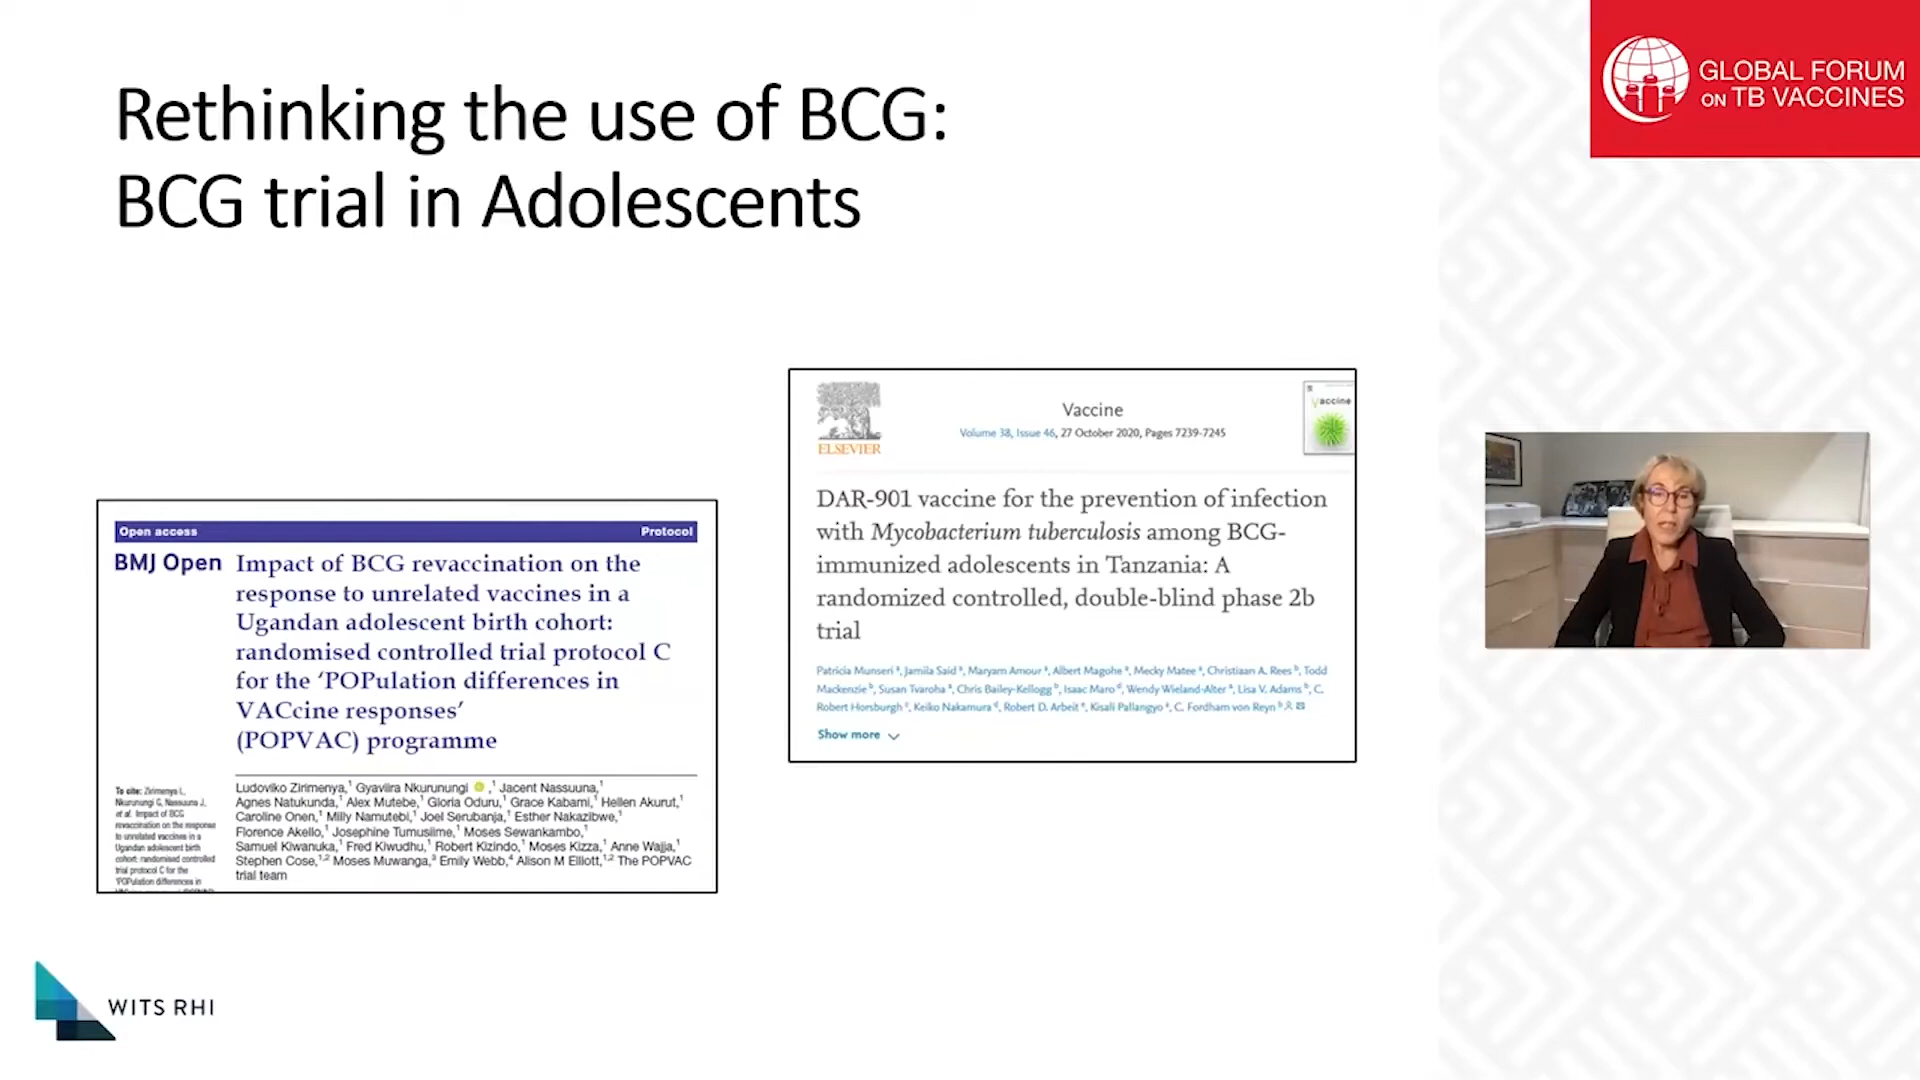 Rethinking the use of BCG:
BCG trial in Adolescents
GLOBAL FORUM
ON TB VACCINES
ELSEVIER
Vaccine
Volume 38, Issue 46, 27 October 2020, Pages 7239-7245
Vaccine
DAR-901 vaccine for the prevention of infection
with Mycobacterium tuberculosis among BCG-
immunized adolescents in Tanzania: A
randomized controlled, double-blind phase 2b
trial
Patricia Munseri ᵃ, Jamila Said ᵃ, Maryam Amour ᵃ, Albert Magohe ᵃ, Mecky Matee ᵃ, Christiaan A. Rees ᵇ, Todd
Mackenzie ᵇ, Susan Tvaroha ᵃ, Chris Bailey-Kellogg ᵇ, Isaac Maro ᵈ, Wendy Wieland-Alter ᵃ, Lisa V. Adams ᵇ, C.
Robert Horsburgh ᶜ, Keiko Nakamura ᵈ, Robert D. Arbeit ᵉ, Kisali Pallangyo ᵃ, C. Fordham von Reyn ᵇ
Show more
Open access Protocol
BMJ Open
Impact of BCG revaccination on the
response to unrelated vaccines in a
Ugandan adolescent birth cohort:
randomised controlled trial protocol C
for the ‘POPulation differences in
VACcine responses’
(POPVAC) programme
Ludoviko Zirimenya,¹ Gyaviira Nkurunungi ,¹ Jacent Nassuuna,¹
Agnes Natukunda,¹ Alex Mutebe,¹ Gloria Oduru,¹ Grace Kabami,¹ Hellen Akurut,¹
Caroline Onen,¹ Milly Namutebi,¹ Joel Serubanja,¹ Esther Nakazibwe,¹
Florence Akello,¹ Josephine Tumusiime,¹ Moses Sewankambo,¹
Samuel Kiwanuka,¹ Fred Kiwudhu,¹ Robert Kizindo,¹ Moses Kizza,¹ Anne Wajja,¹
Stephen Cose,¹,² Moses Muwanga,³ Emily Webb,⁴ Alison M Elliott,¹,² The POPVAC
trial team
To cite: Zirimenya L,
Nkurunungi G, Nassuuna J,
et al. Impact of BCG
revaccination on the response
to unrelated vaccines in a
Ugandan adolescent birth
cohort: randomised controlled
trial protocol C for the
‘POPulation differences in
WITS RHI